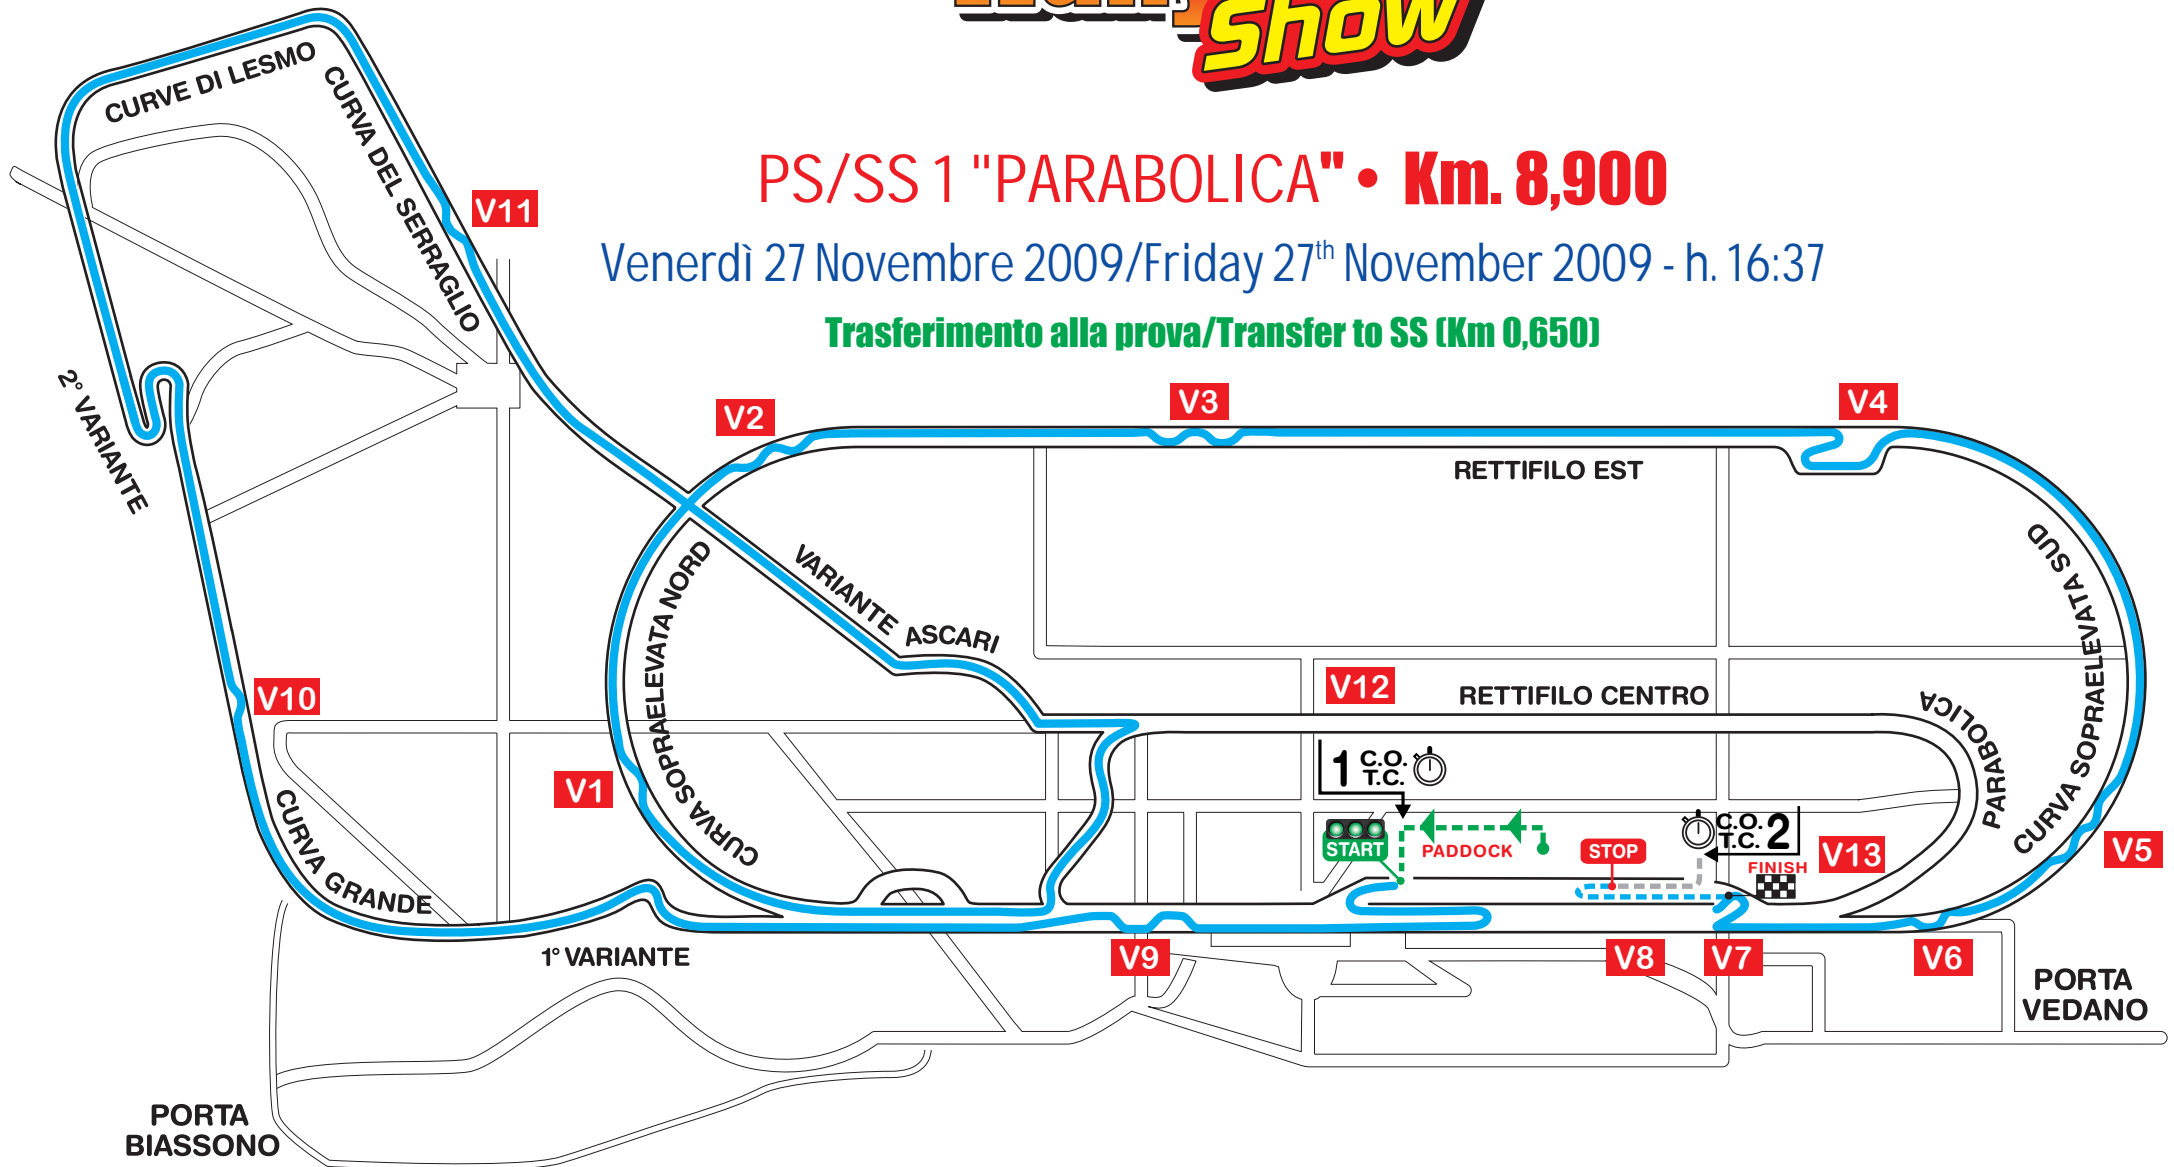 Show
PS/SS 1 "PARABOLICA" • Km. 8,900
Venerdì 27 Novembre 2009/Friday 27th November 2009 - h. 16:37
Trasferimento alla prova/Transfer to SS (Km 0,650)
CURVE DI LESMO
CURVA DEL SERRAGLIO
V11
2° VARIANTE
V2
V3
V4
RETTIFILO EST
CURVA SOPRAELEVATA NORD
VARIANTE ASCARI
CURVA SOPRAELEVATA SUD
V10
V12
RETTIFILO CENTRO
PARABOLICA
V1
1 C.O.
T.C.
CURVA GRANDE
START
PADDOCK
STOP
C.O.
T.C. 2
FINISH
V13
V5
1° VARIANTE
V9
V8
V7
V6
PORTA
VEDANO
PORTA
BIASSONO